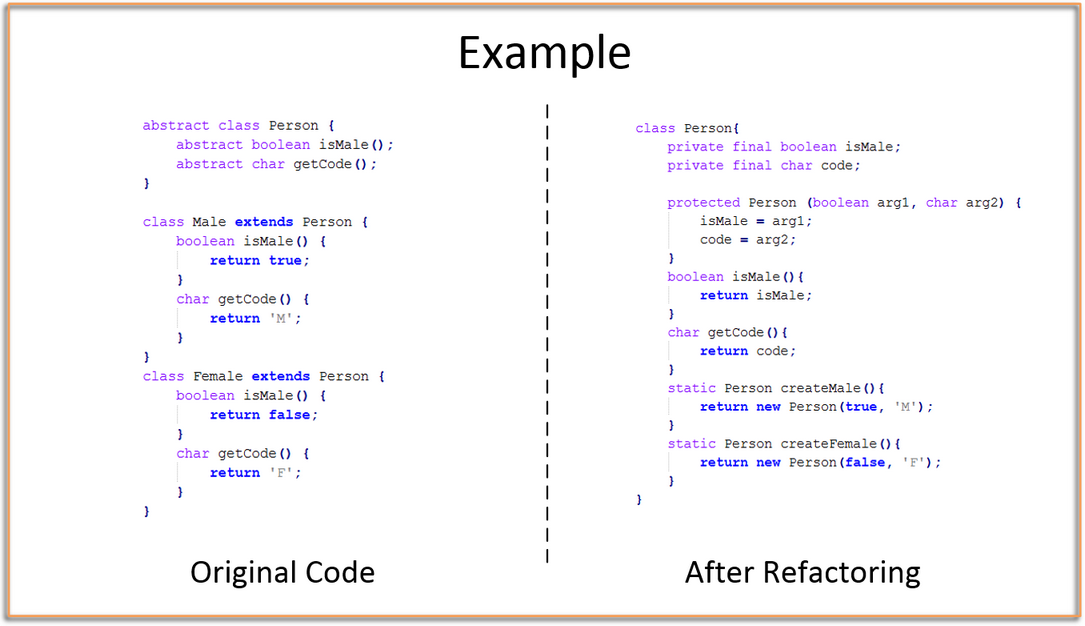 Example
abstract class Person {
abstract boolean isMale();
abstract char getCode();
}
class Male extends Person {
boolean isMale() {
return true;
}
char getCode() {
return 'M';
}
}
class Female extends Person {
boolean isMale() {
return false;
}
char getCode() {
return 'F';
}
}
Original Code
class Person{
private final boolean isMale;
private final char code;
protected Person (boolean arg1, char arg2) {
isMale = arg1;
code = arg2;
}
boolean isMale(){
return isMale;
}
char getCode(){
return code;
}
static Person createMale(){
return new Person(true, 'M');
}
static Person createFemale(){
return new Person(false, 'F');
}
}
After Refactoring